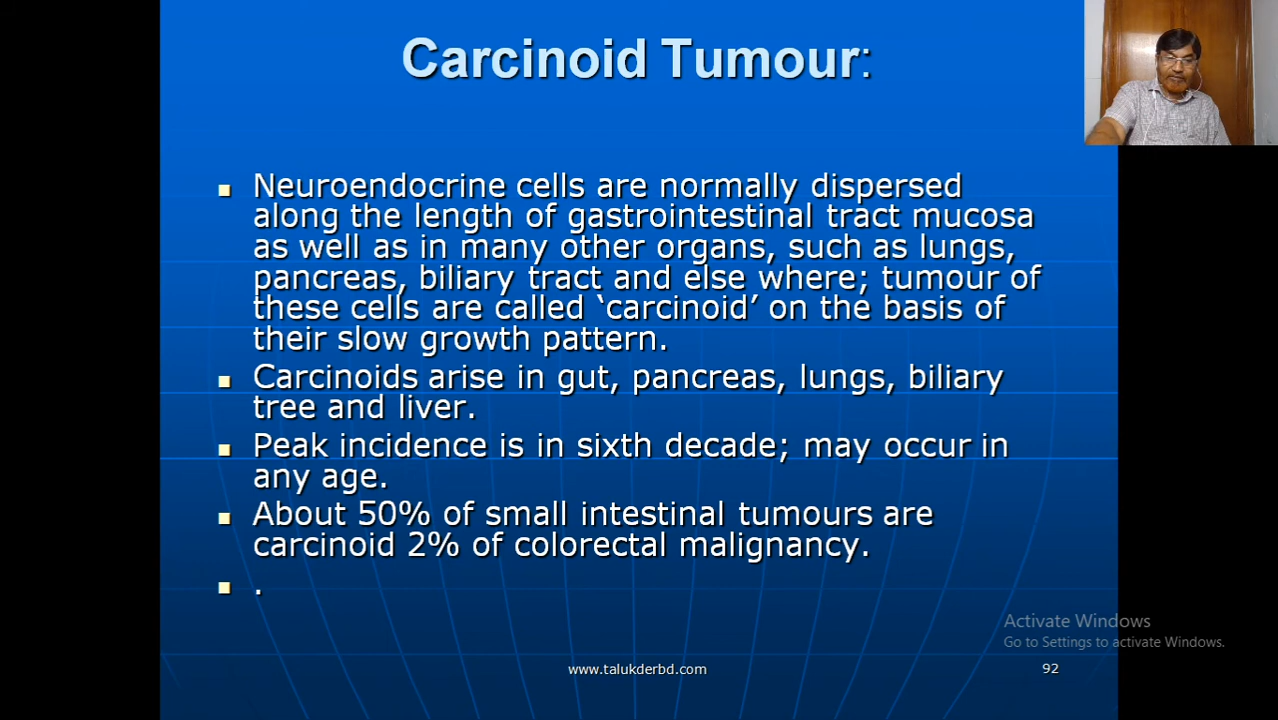 Carcinoid Tumour:
Neuroendocrine cells are normally dispersed
along the length of gastrointestinal tract mucosa
as well as in many other organs, such as lungs,
pancreas, biliary tract and else where; tumour of
these cells are called ‘carcinoid’ on the basis of
their slow growth pattern.
Carcinoids arise in gut, pancreas, lungs, biliary
tree and liver.
Peak incidence is in sixth decade; may occur in
any age.
About 50% of small intestinal tumours are
carcinoid 2% of colorectal malignancy.
.
Activate Windows
Go to Settings to activate Windows.
www.talukderbd.com
92